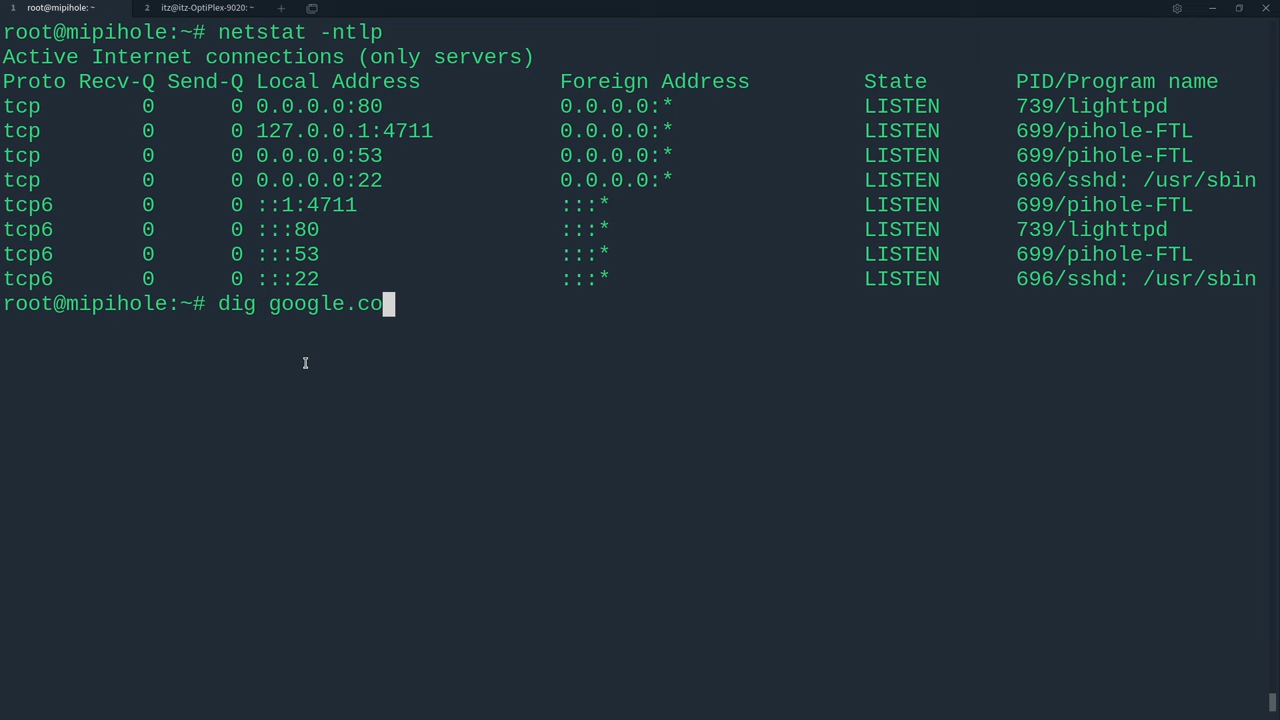 1 root@mipihole: ~ 2 itz@itz-OptiPlex-9020: ~
root@mipihole:~# netstat -ntlp
Active Internet connections (only servers)
Proto Recv-Q Send-Q Local Address           Foreign Address         State       PID/Program name
tcp        0      0 0.0.0.0:80              0.0.0.0:*               LISTEN      739/lighttpd
tcp        0      0 127.0.0.1:4711          0.0.0.0:*               LISTEN      699/pihole-FTL
tcp        0      0 0.0.0.0:53              0.0.0.0:*               LISTEN      699/pihole-FTL
tcp        0      0 0.0.0.0:22              0.0.0.0:*               LISTEN      696/sshd: /usr/sbin
tcp6       0      0 ::1:4711                :::*                    LISTEN      699/pihole-FTL
tcp6       0      0 :::80                   :::*                    LISTEN      739/lighttpd
tcp6       0      0 :::53                   :::*                    LISTEN      699/pihole-FTL
tcp6       0      0 :::22                   :::*                    LISTEN      696/sshd: /usr/sbin
root@mipihole:~# dig google.co